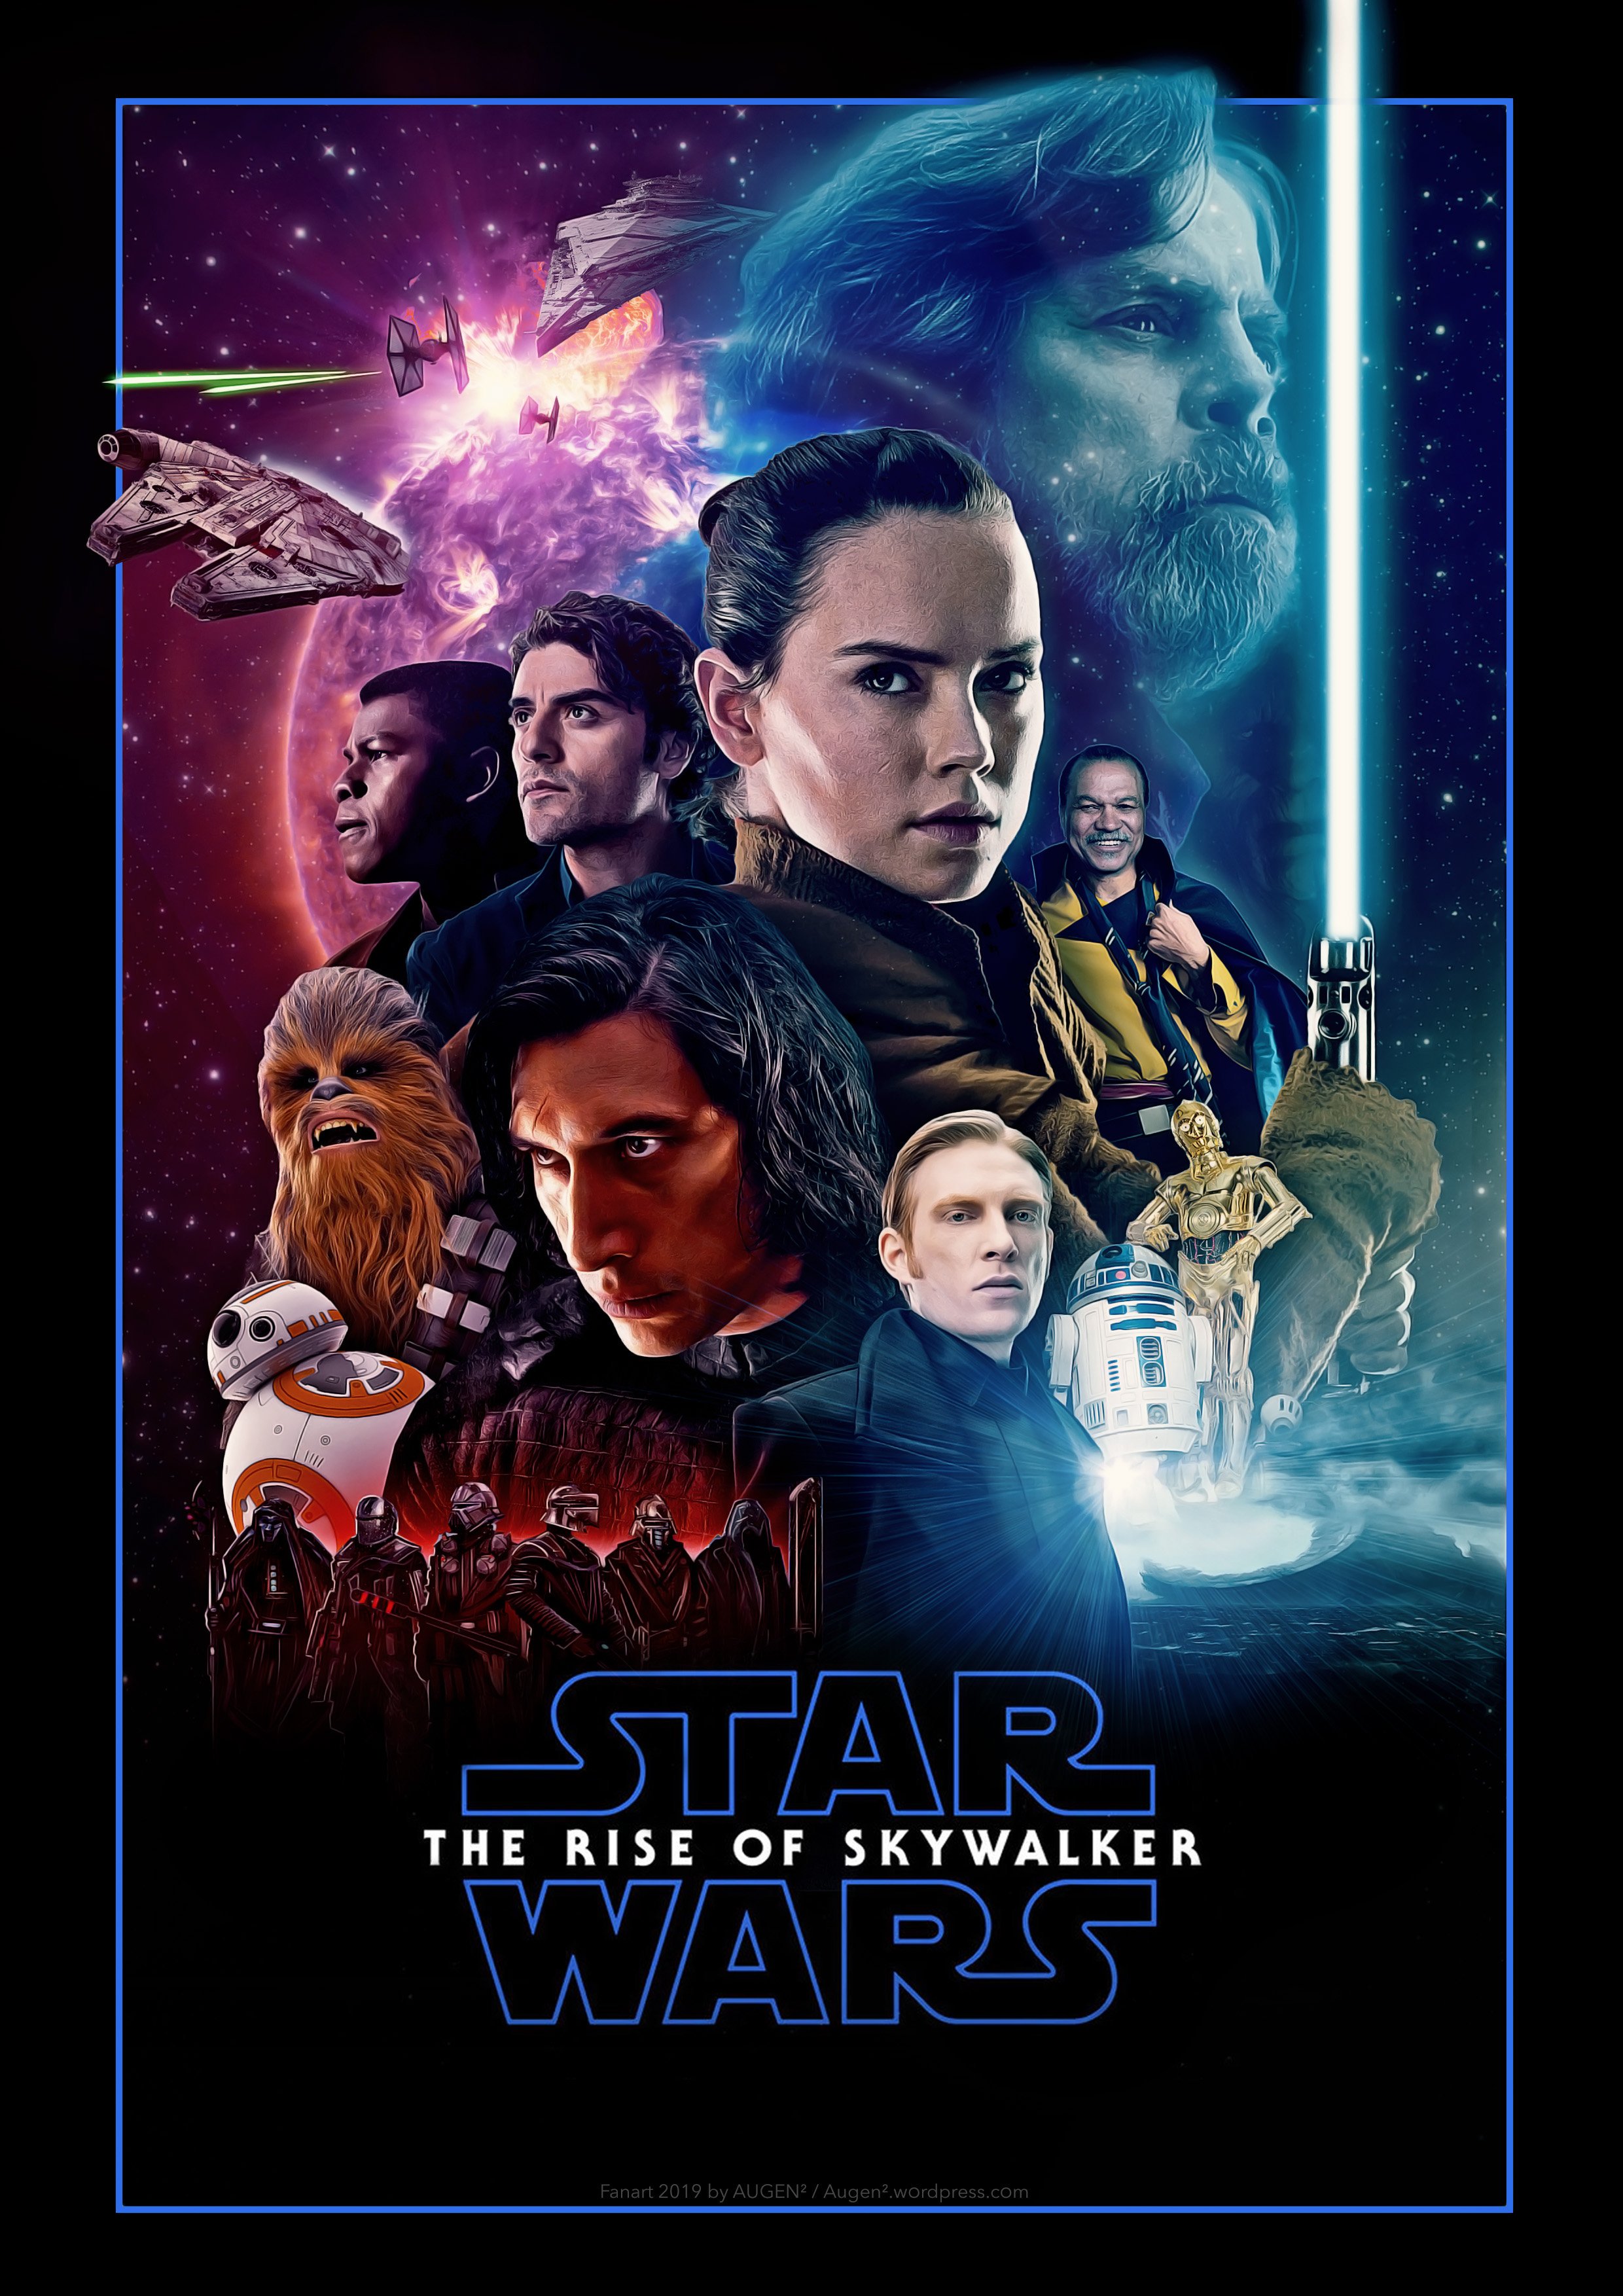 STAR
THE RISE OF SKYWALKER
WARS
Fanart 2019 by AUGEN² / Augen².wordpress.com